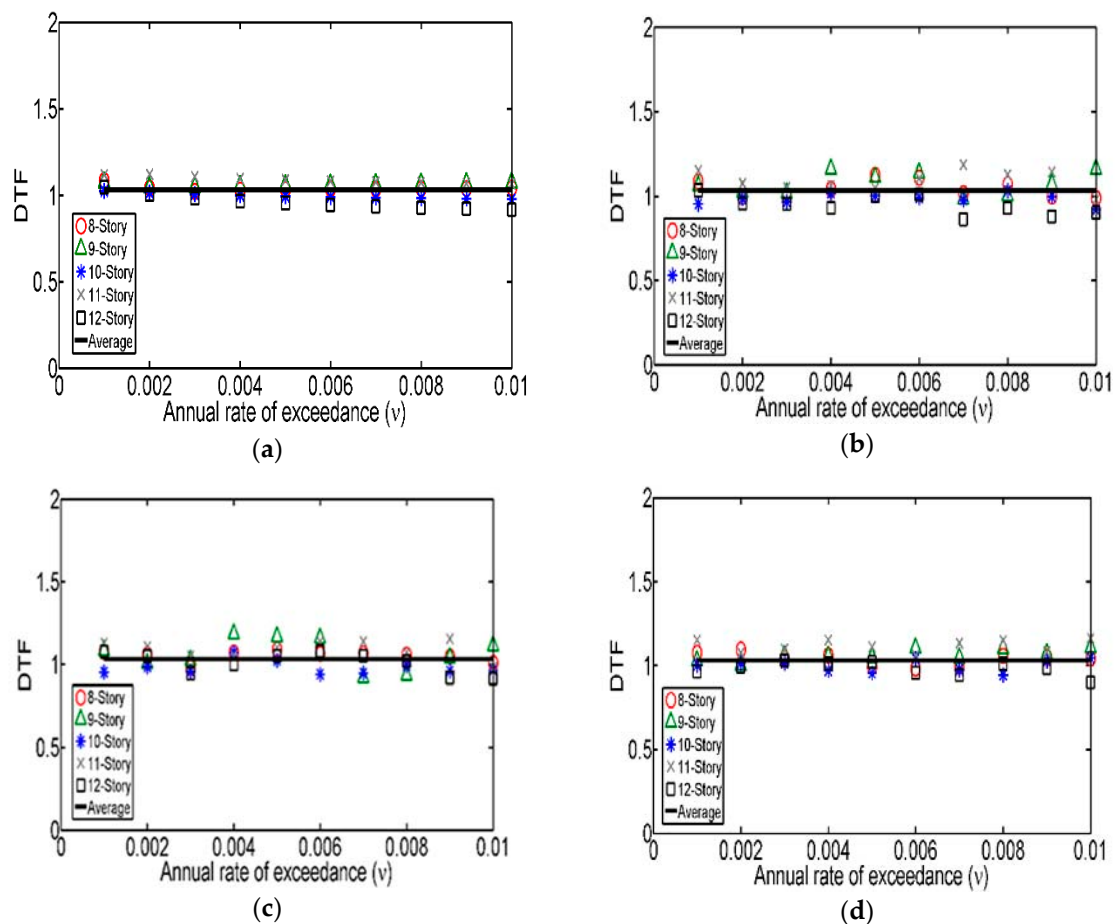 2
1.5
1
0.5
0
DTF
8-Story
9-Story
10-Story
11-Story
12-Story
Average
0 0.002 0.004 0.006 0.008 0.01
Annual rate of exceedance (ν)
(a)
2
1.5
1
0.5
0
DTF
8-Story
9-Story
10-Story
11-Story
12-Story
Average
0 0.002 0.004 0.006 0.008 0.01
Annual rate of exceedance (ν)
(b)
2
1.5
1
0.5
0
DTF
8-Story
9-Story
10-Story
11-Story
12-Story
Average
0 0.002 0.004 0.006 0.008 0.01
Annual rate of exceedance (ν)
(c)
2
1.5
1
0.5
0
DTF
8-Story
9-Story
10-Story
11-Story
12-Story
Average
0 0.002 0.004 0.006 0.008 0.01
Annual rate of exceedance (ν)
(d)